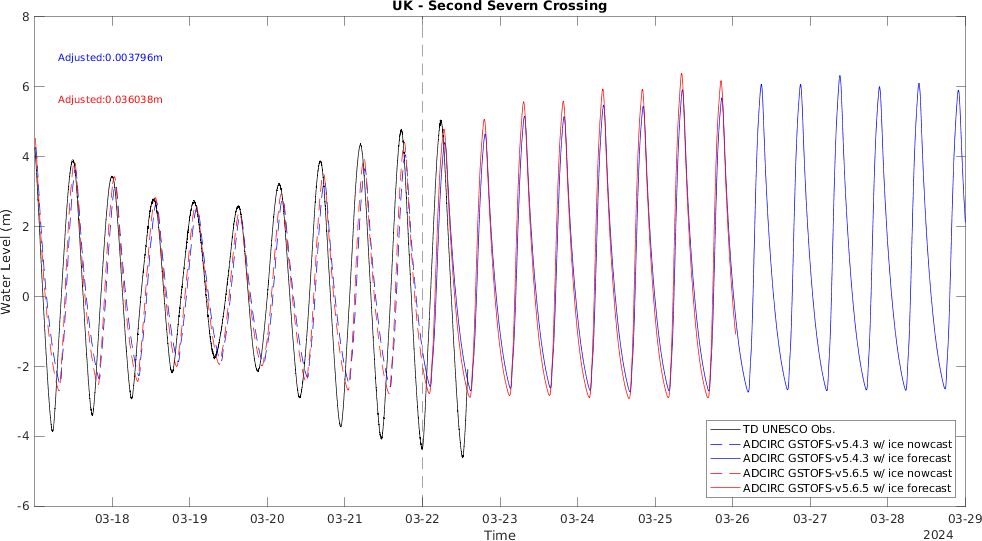 UK - Second Severn Crossing
8
6
4
2
0
-2
-4
-6
Water Level (m)
Adjusted:0.003796m
Adjusted:0.036038m
TD UNESCO Obs.
ADCIRC GSTOFS-v5.4.3 w/ ice nowcast
ADCIRC GSTOFS-v5.4.3 w/ ice forecast
ADCIRC GSTOFS-v5.6.5 w/ ice nowcast
ADCIRC GSTOFS-v5.6.5 w/ ice forecast
03-18 03-19 03-20 03-21 03-22 03-23 03-24 03-25 03-26 03-27 03-28 03-29
Time
2024